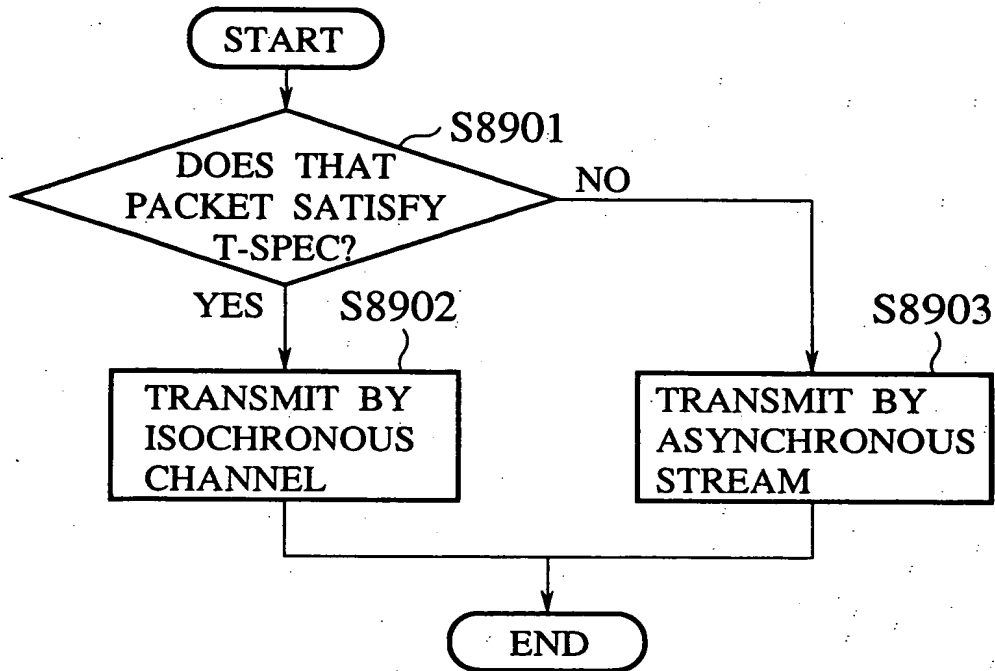 START
S8901
DOES THAT
PACKET SATISFY
T-SPEC?
NO
YES
S8902
S8903
TRANSMIT BY
ISOCHRONOUS
CHANNEL
TRANSMIT BY
ASYNCHRONOUS
STREAM
END